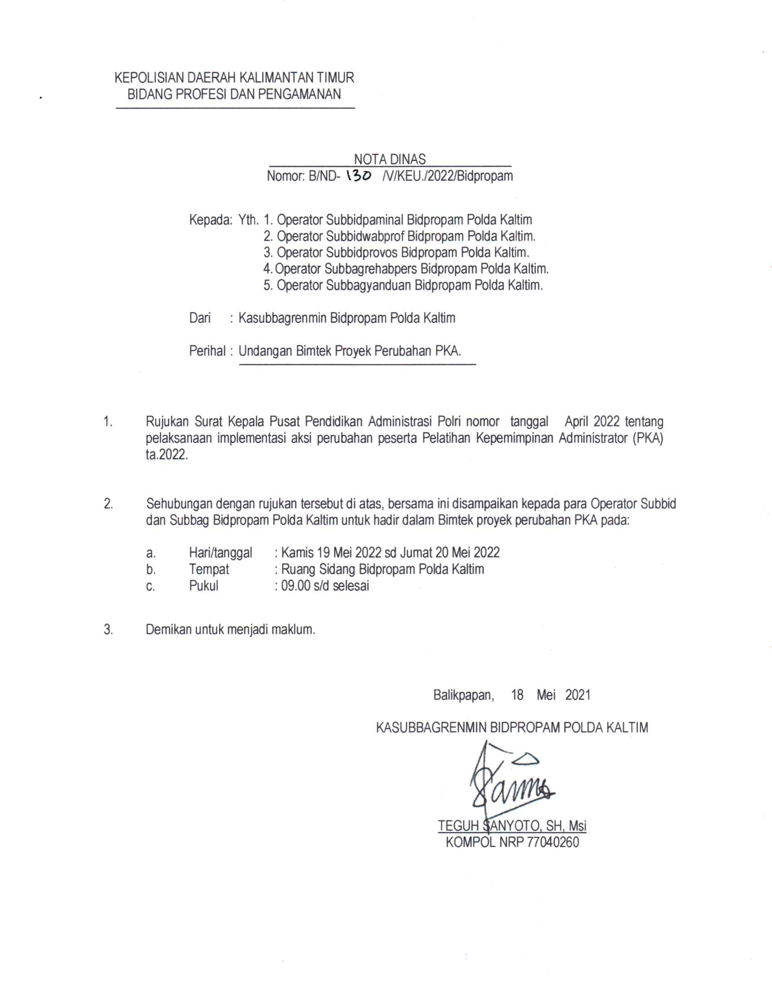 KEPOLISIAN DAERAH KALIMANTAN TIMUR
BIDANG PROFESI DAN PENGAMANAN
NOTA DINAS
Nomor: B/ND- 130 /V/KEU./2022/Bidpropam
Kepada: Yth. 1. Operator Subbidpaminal Bidpropam Polda Kaltim
2. Operator Subbidwabprof Bidpropam Polda Kaltim.
3. Operator Subbidprovos Bidpropam Polda Kaltim.
4. Operator Subbagrehabpers Bidpropam Polda Kaltim.
5. Operator Subbagyanduan Bidpropam Polda Kaltim.
Dari : Kasubbagrenmin Bidpropam Polda Kaltim
Perihal : Undangan Bimtek Proyek Perubahan PKA.
1. Rujukan Surat Kepala Pusat Pendidikan Administrasi Polri nomor tanggal April 2022 tentang
pelaksanaan implementasi aksi perubahan peserta Pelatihan Kepemimpinan Administrator (PKA)
ta.2022.
2. Sehubungan dengan rujukan tersebut di atas, bersama ini disampaikan kepada para Operator Subbid
dan Subbag Bidpropam Polda Kaltim untuk hadir dalam Bimtek proyek perubahan PKA pada:
a. Hari/tanggal : Kamis 19 Mei 2022 sd Jumat 20 Mei 2022
b. Tempat : Ruang Sidang Bidpropam Polda Kaltim
c. Pukul : 09.00 s/d selesai
3. Demikan untuk menjadi maklum.
Balikpapan, 18 Mei 2021
KASUBBAGRENMIN BIDPROPAM POLDA KALTIM
TEGUH SANYOTO, SH, Msi
KOMPOL NRP 77040260